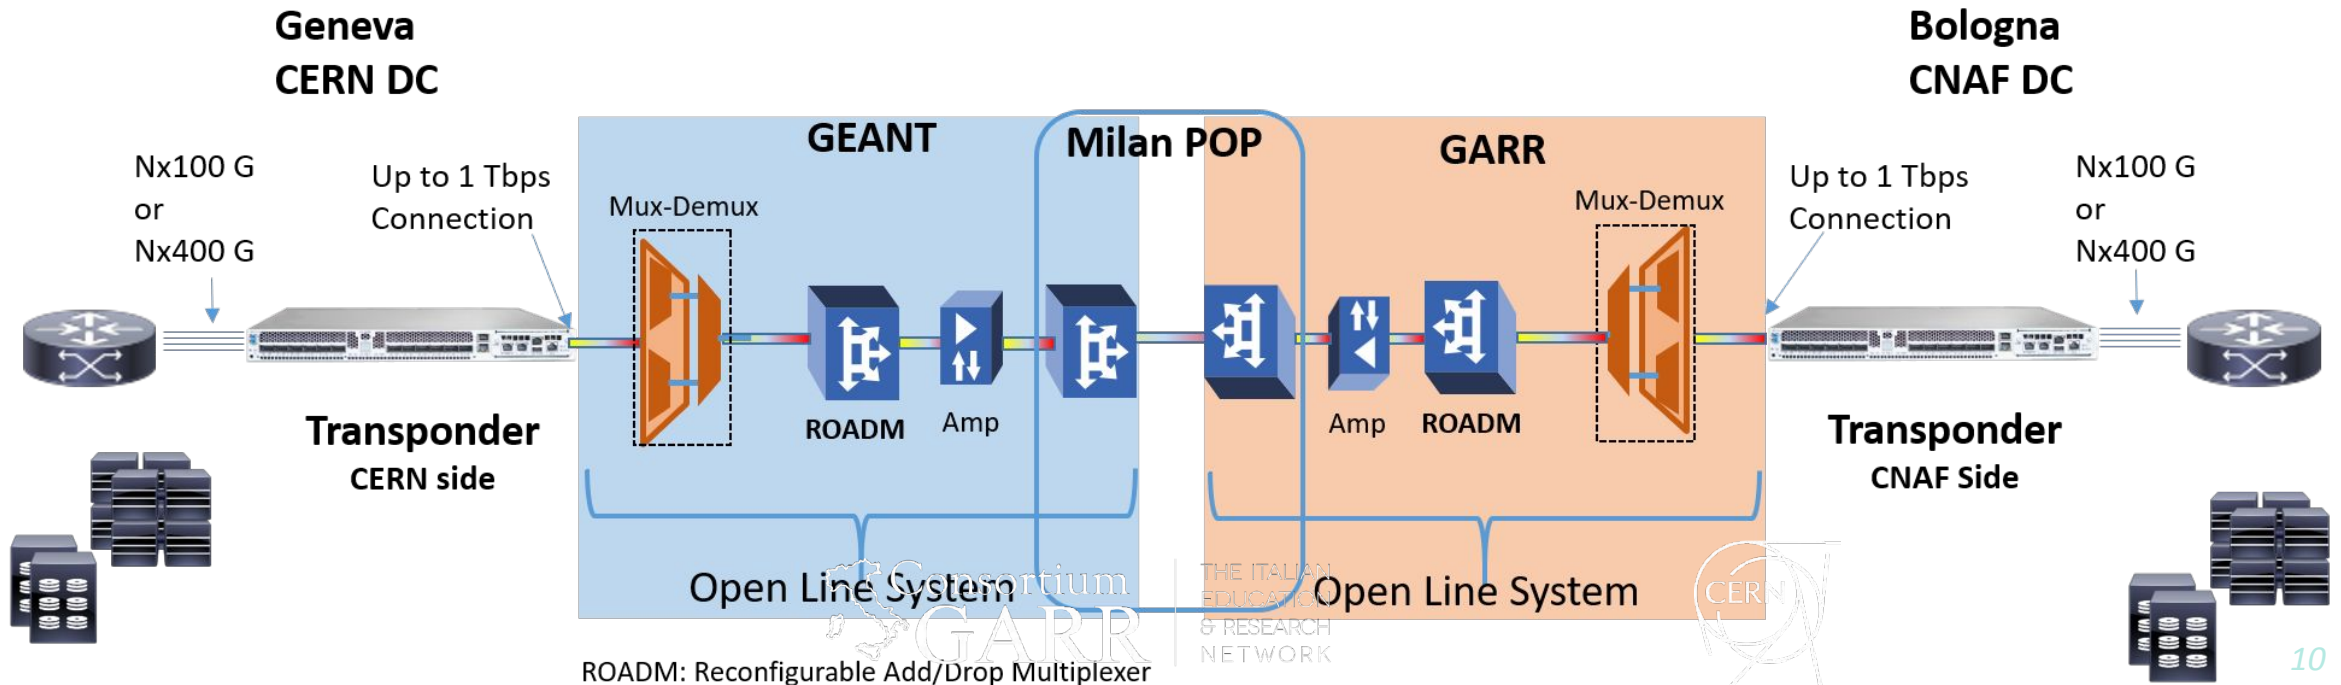 Geneva
CERN DC
Bologna
CNAF DC
GEANT
Milan POP
GARR
Nx100 G
or
Nx400 G
Up to 1 Tbps
Connection
Mux-Demux
Mux-Demux
Up to 1 Tbps
Connection
Nx100 G
or
Nx400 G
ROADM
Amp
Amp
ROADM
Transponder
CERN side
Transponder
CNAF Side
Open Line System
Open Line System
Consortium
GARR
THE ITALIAN
EDUCATION
& RESEARCH
NETWORK
CERN
ROADM: Reconfigurable Add/Drop Multiplexer
10